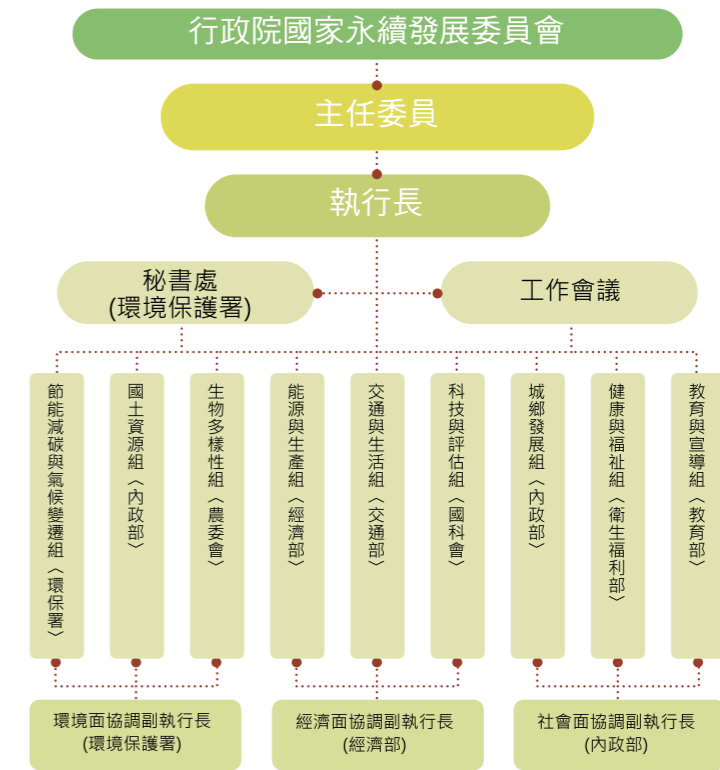 行政院國家永續發展委員會
主任委員
執行長
秘書處
(環境保護署)
工作會議
節能減碳與氣候變遷組〈環保署〉
國土資源組〈內政部〉
生物多樣性組〈農委會〉
能源與生產組〈經濟部〉
交通與生活組〈交通部〉
科技與評估組〈國科會〉
城鄉發展組〈內政部〉
健康與福祉組〈衛生福利部〉
教育與宣導組〈教育部〉
環境面協調副執行長
(環境保護署)
經濟面協調副執行長
(經濟部)
社會面協調副執行長
(內政部)